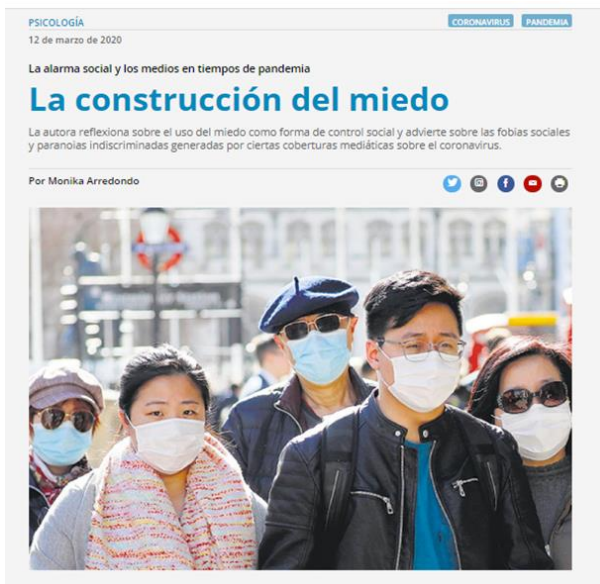 PSICOLOGÍA
CORONAVIRUS PANDEMIA
12 de marzo de 2020
La alarma social y los medios en tiempos de pandemia
La construcción del miedo
La autora reflexiona sobre el uso del miedo como forma de control social y advierte sobre las fobias sociales
y paranoias indiscriminadas generadas por ciertas coberturas mediáticas sobre el coronavirus.
Por Monika Arredondo